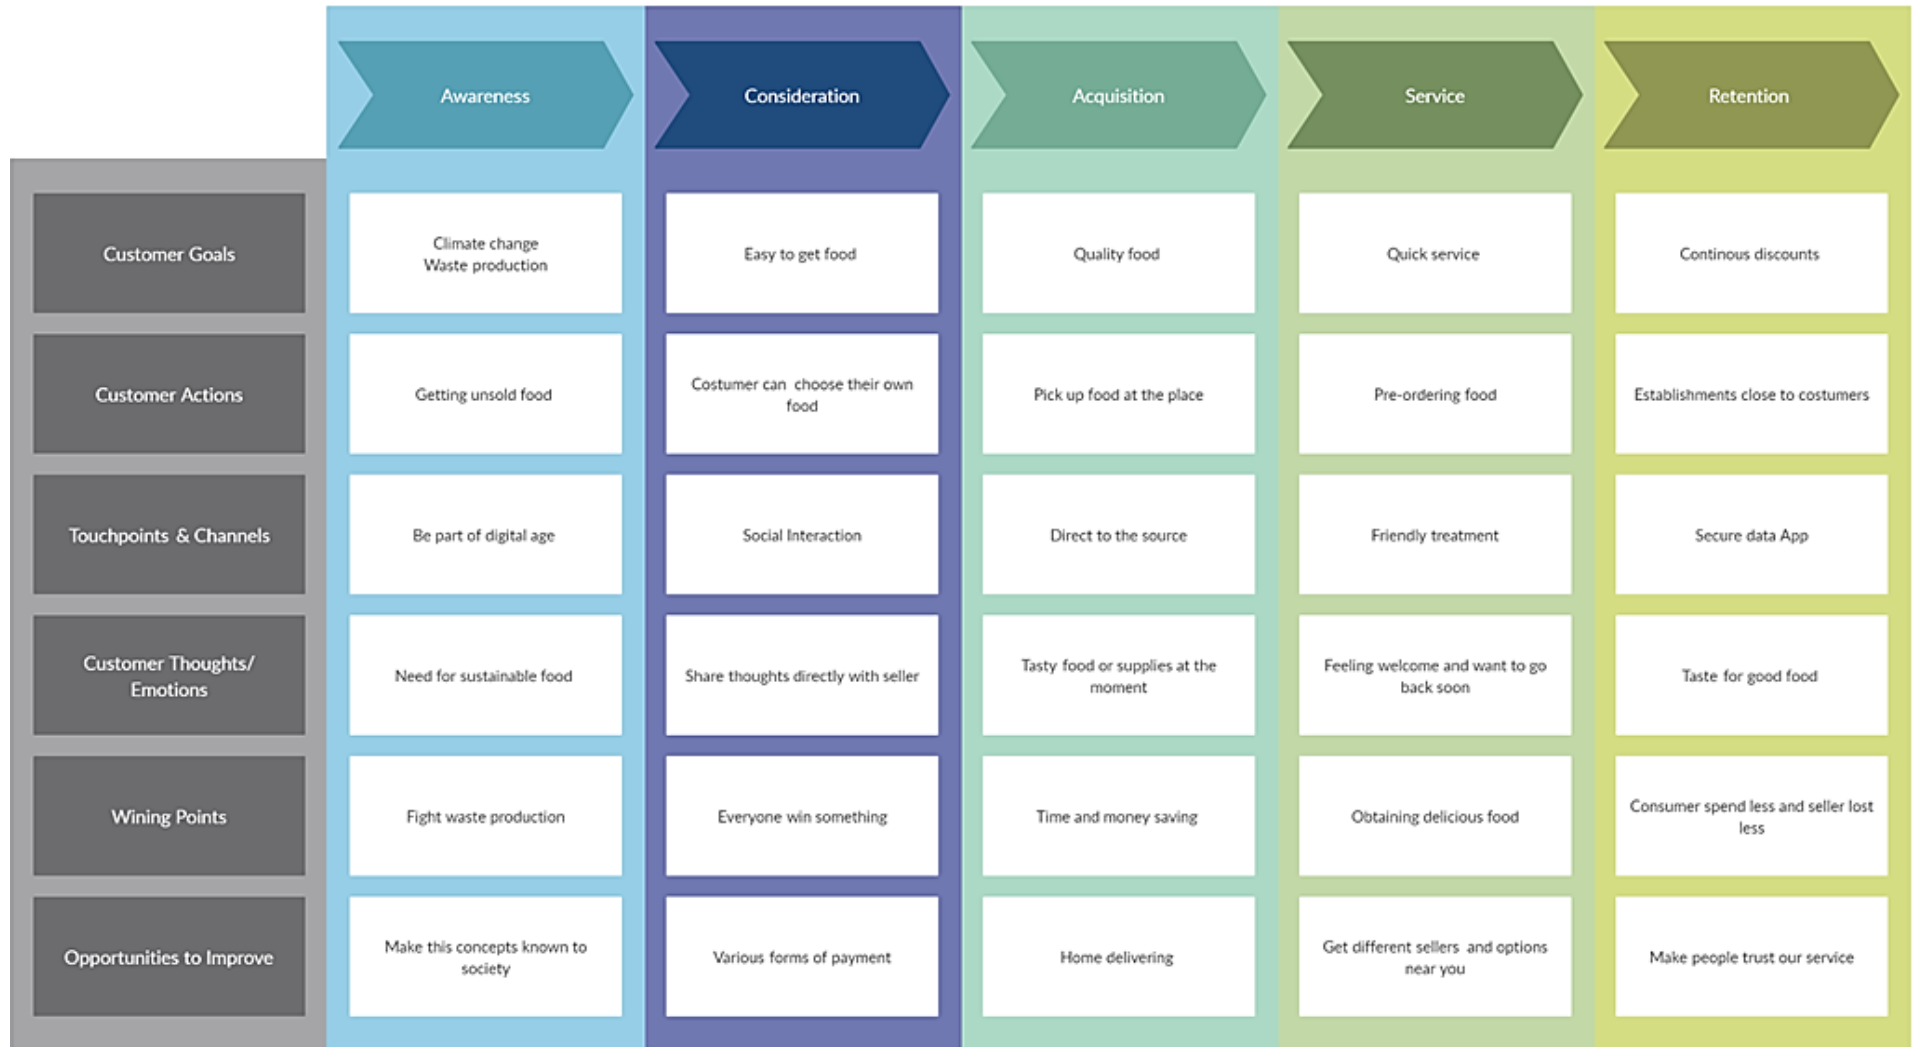 Awareness
Consideration
Acquisition
Service
Retention
Customer Goals
Climate change
Waste production
Easy to get food
Quality food
Quick service
Continous discounts
Customer Actions
Getting unsold food
Costumer can choose their own
food
Pick up food at the place
Pre-ordering food
Establishments close to costumers
Touchpoints & Channels
Be part of digital age
Social Interaction
Direct to the source
Friendly treatment
Secure data App
Customer Thoughts/
Emotions
Need for sustainable food
Share thoughts directly with seller
Tasty food or supplies at the
moment
Feeling welcome and want to go
back soon
Taste for good food
Wining Points
Fight waste production
Everyone win something
Time and money saving
Obtaining delicious food
Consumer spend less and seller lost
less
Opportunities to Improve
Make this concepts known to
society
Various forms of payment
Home delivering
Get different sellers and options
near you
Make people trust our service